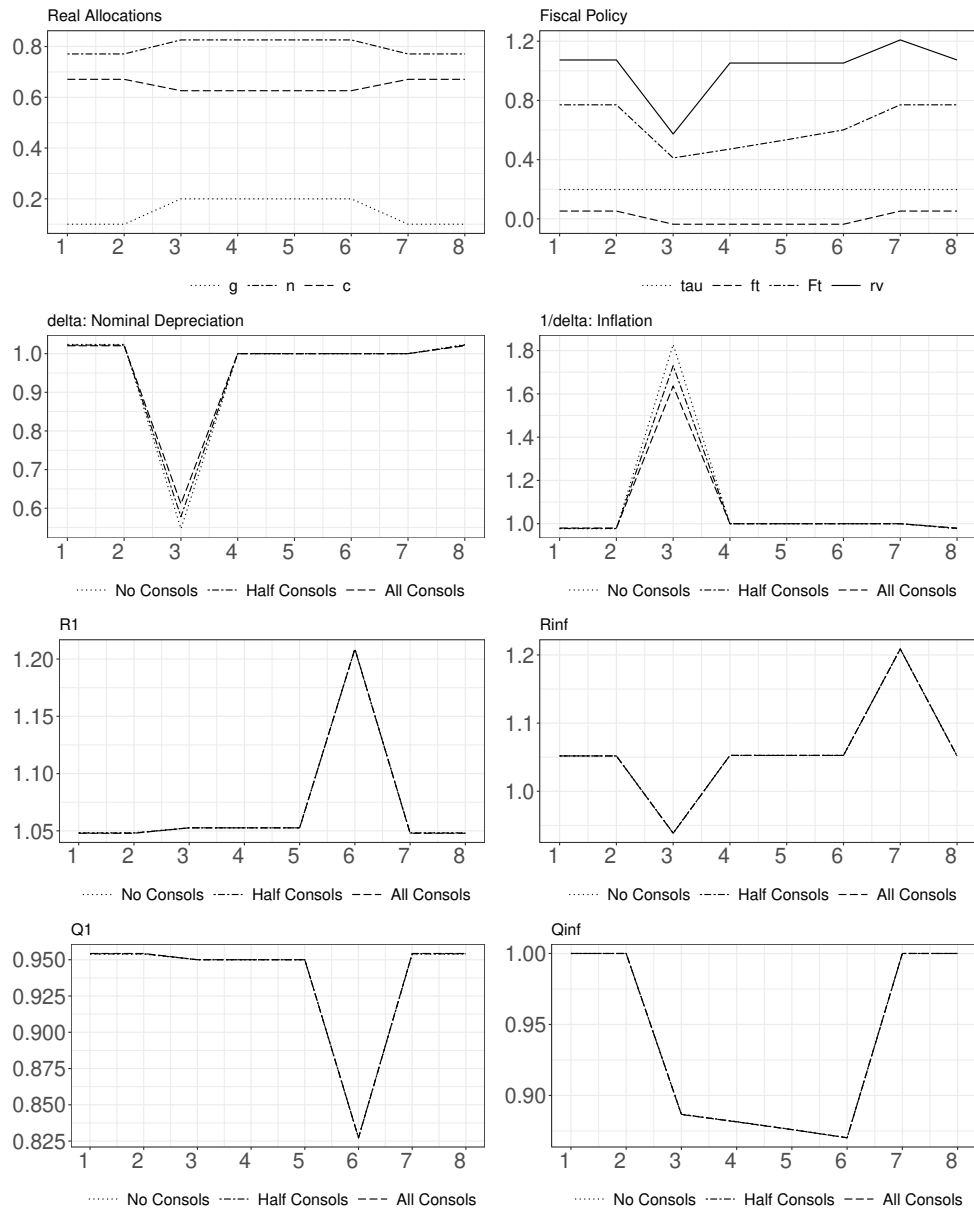 Real Allocations
0.8
0.6
0.4
0.2
1 2 3 4 5 6 7 8
g n c
Fiscal Policy
1.2
0.8
0.4
0.0
1 2 3 4 5 6 7 8
tau ft Ft rv
delta: Nominal Depreciation
1.0
0.9
0.8
0.7
0.6
1 2 3 4 5 6 7 8
No Consols Half Consols All Consols
1/delta: Inflation
1.8
1.6
1.4
1.2
1.0
1 2 3 4 5 6 7 8
No Consols Half Consols All Consols
R1
1.20
1.15
1.10
1.05
1 2 3 4 5 6 7 8
No Consols Half Consols All Consols
Rinf
1.2
1.1
1.0
1 2 3 4 5 6 7 8
No Consols Half Consols All Consols
Q1
0.950
0.925
0.900
0.875
0.850
0.825
1 2 3 4 5 6 7 8
No Consols Half Consols All Consols
Qinf
1.00
0.95
0.90
1 2 3 4 5 6 7 8
No Consols Half Consols All Consols